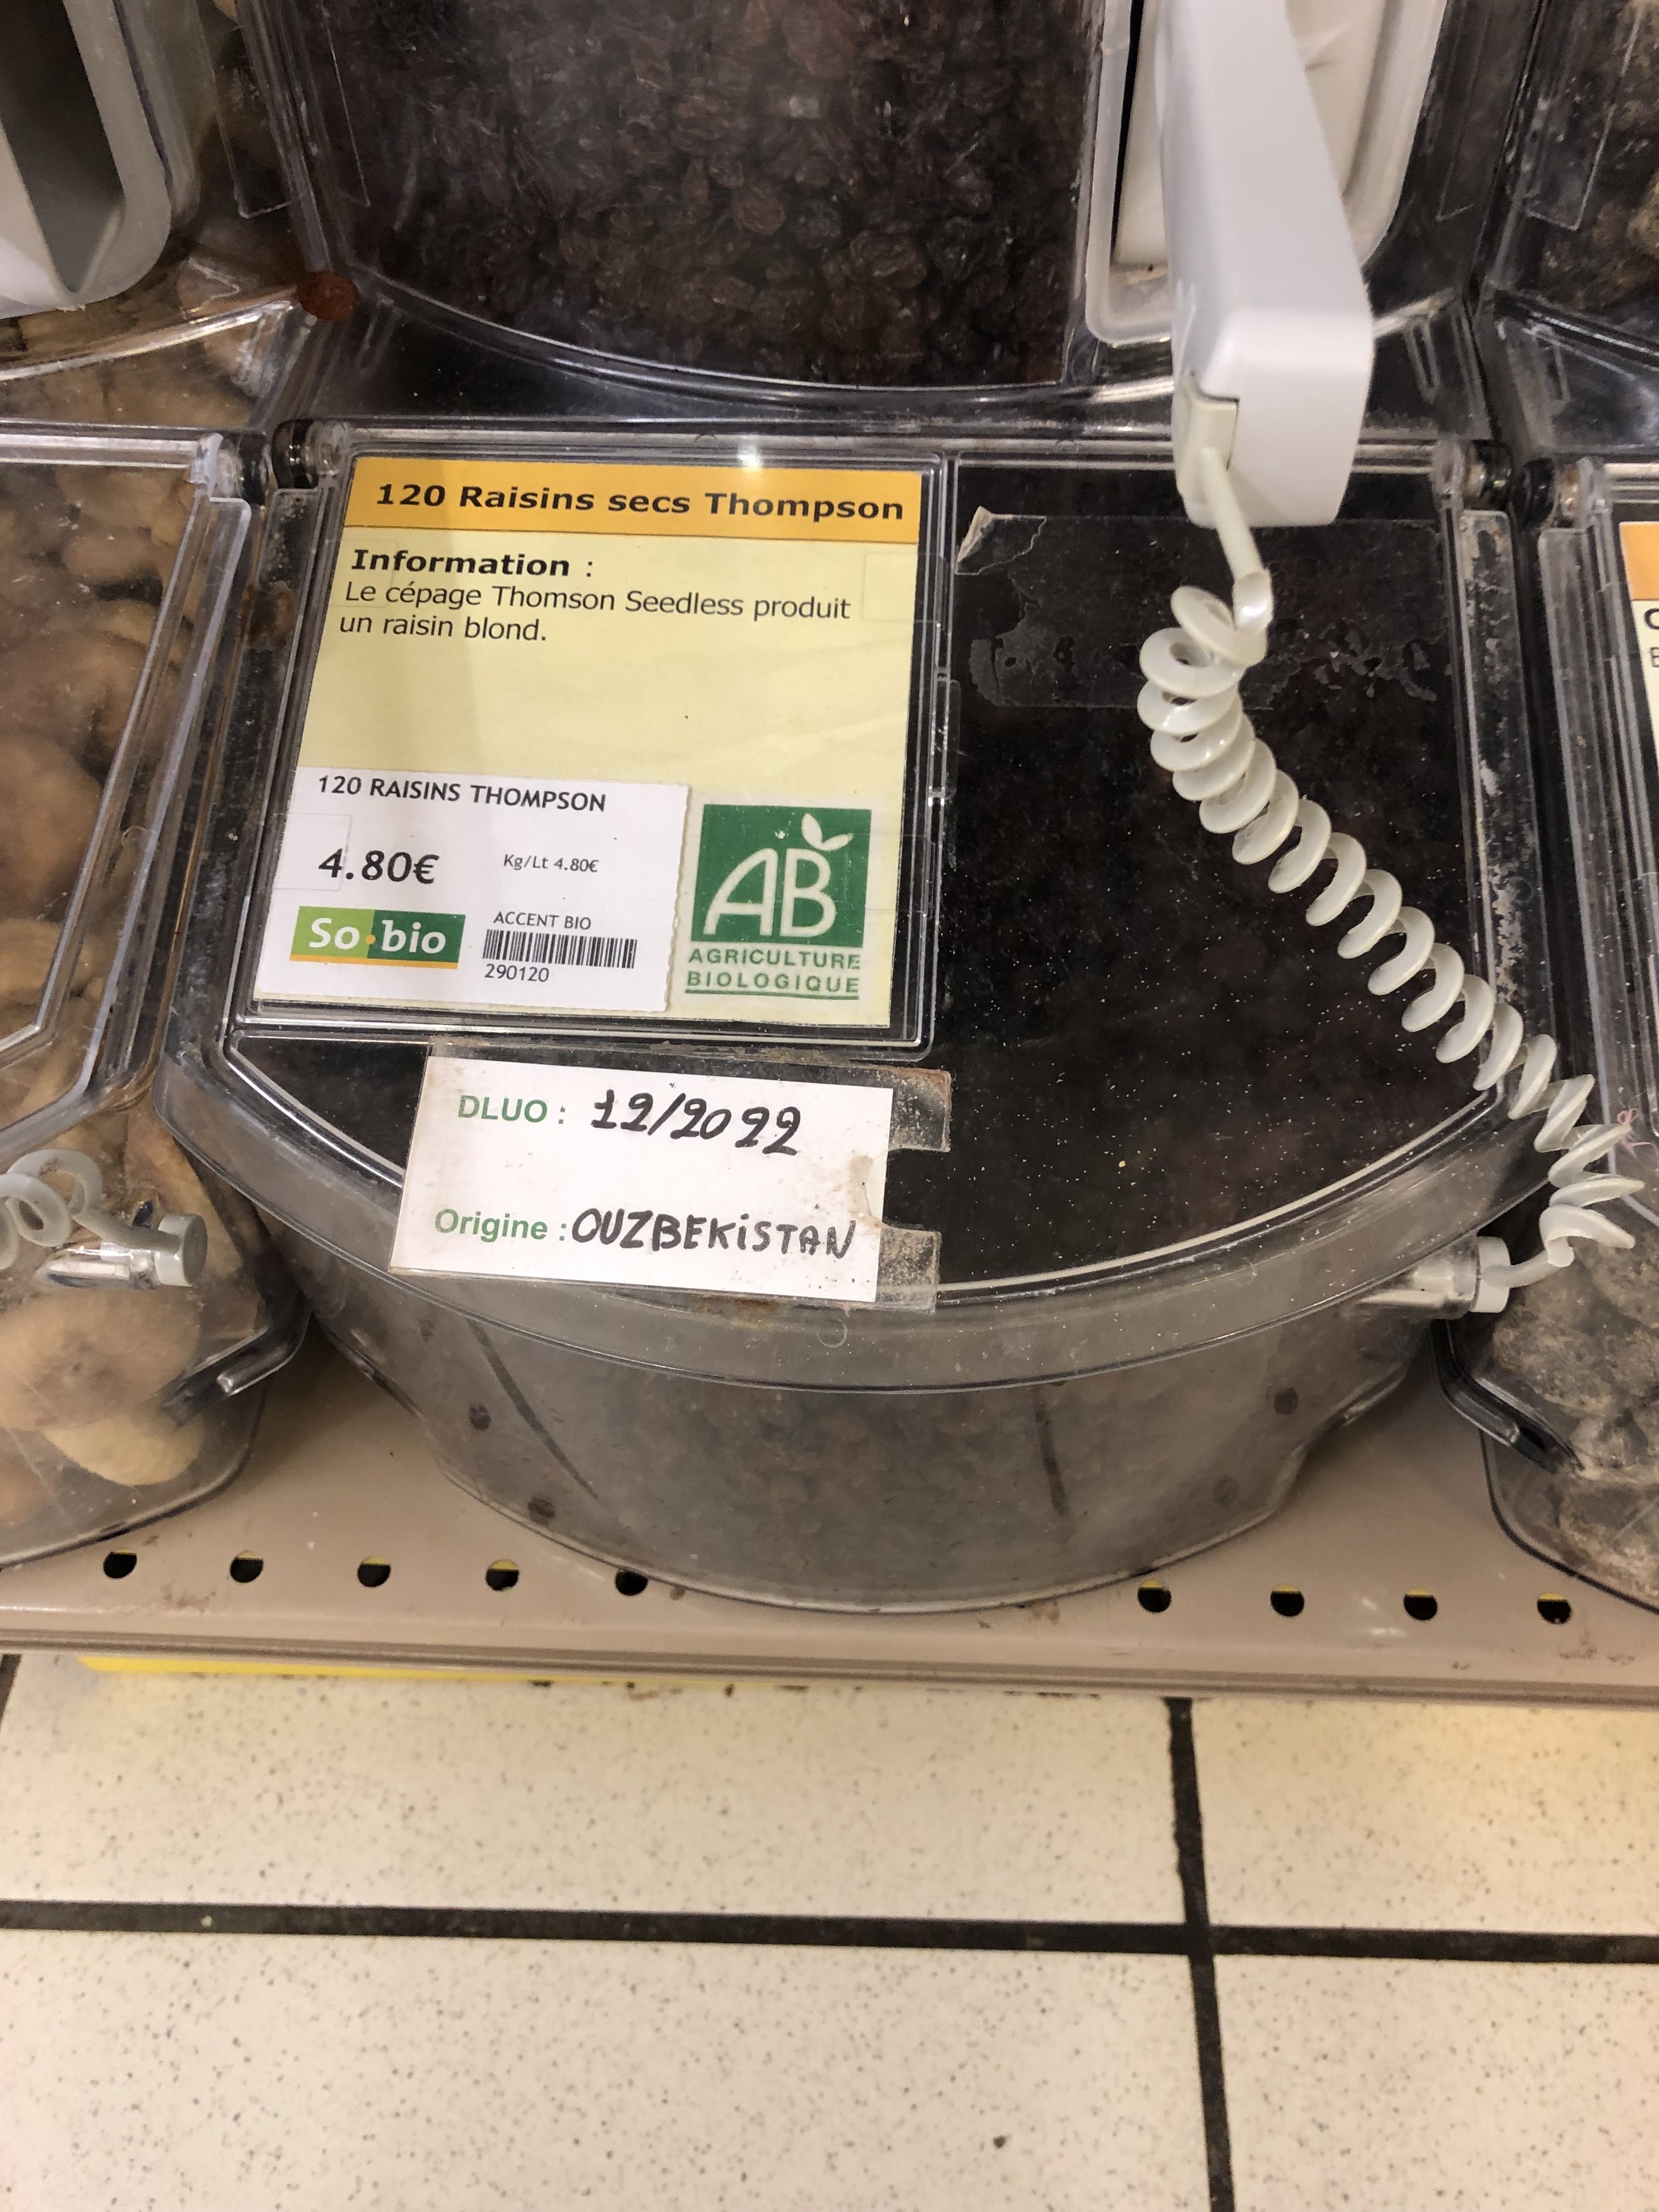 120 Raisins secs Thompson
Information :
Le cépage Thomson Seedless produit
un raisin blond.
120 RAISINS THOMPSON
4.80€ Kg/Lt 4.80€
So.bio
ACCENT BIO
290120
AB
AGRICULTURE
BIOLOGIQUE
DLUO : 12/2022
Origine : OUZBEKiSTAN